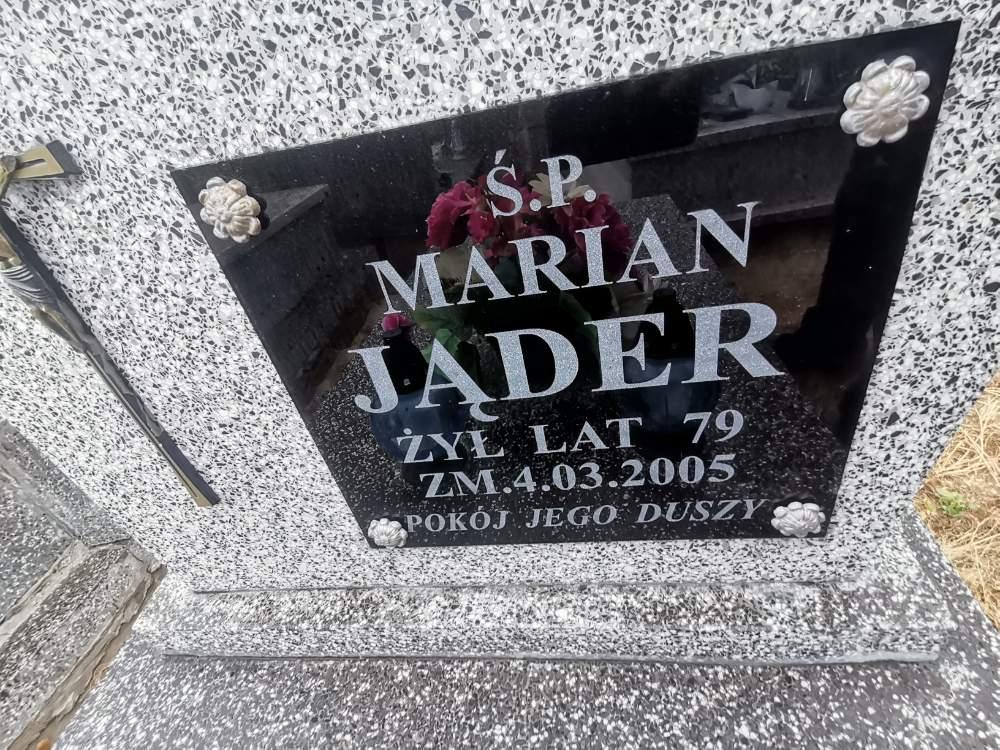 Ś.P.
MARIAN
JĄDER
ŻYŁ LAT 79
ZM.4.03.2005
POKÓJ JEGO DUSZY